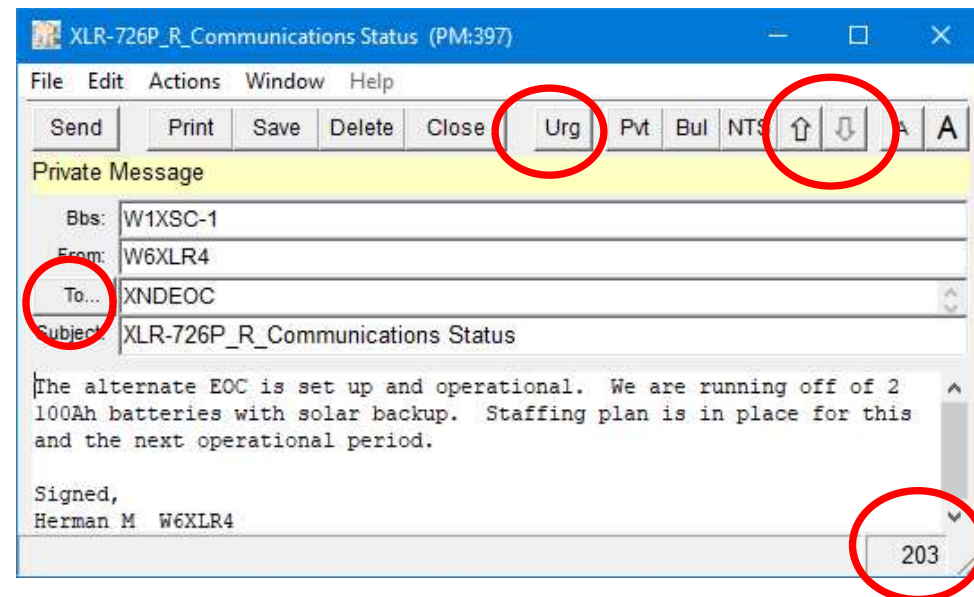 XLR-726P_R_Communications Status (PM:397)
File Edit Actions Window Help
Send Print Save Delete Close Urg Pvt Bul NTS A A
Private Message
Bbs: W1XSC-1
From: W6XLR4
To... XNDEOC
Subject: XLR-726P_R_Communications Status
The alternate EOC is set up and operational. We are running off of 2
100Ah batteries with solar backup. Staffing plan is in place for this
and the next operational period.
Signed,
Herman M W6XLR4
203